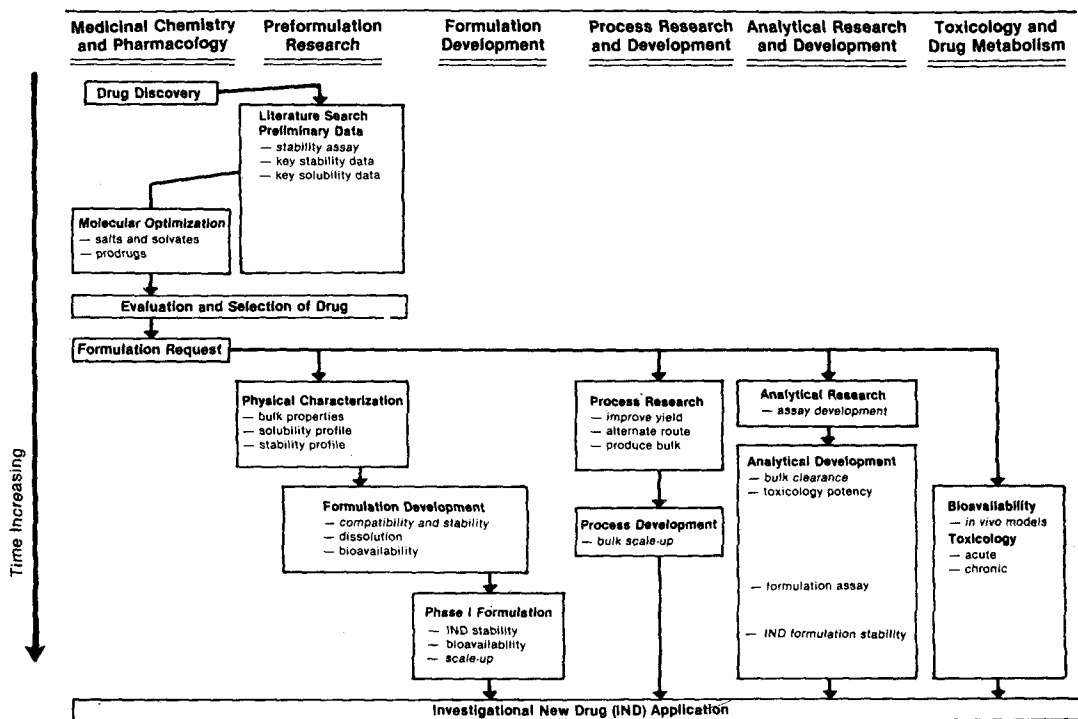 Medicinal Chemistry
and Pharmacology
Preformulation
Research
Formulation
Development
Process Research
and Development
Analytical Research
and Development
Toxicology and
Drug Metabolism
Time Increasing
Drug Discovery
Literature Search
Preliminary Data
— stability assay
— key stability data
— key solubility data
Molecular Optimization
— salts and solvates
— prodrugs
Evaluation and Selection of Drug
Formulation Request
Physical Characterization
— bulk properties
— solubility profile
— stability profile
Formulation Development
— compatibility and stability
— dissolution
— bioavailability
Phase I Formulation
— IND stability
— bioavailability
— scale-up
Process Research
— improve yield
— alternate route
— produce bulk
Process Development
— bulk scale-up
Analytical Research
— assay development
Analytical Development
— bulk clearance
— toxicology potency
— formulation assay
— IND formulation stability
Bioavailability
— in vivo models
Toxicology
— acute
— chronic
Investigational New Drug (IND) Application